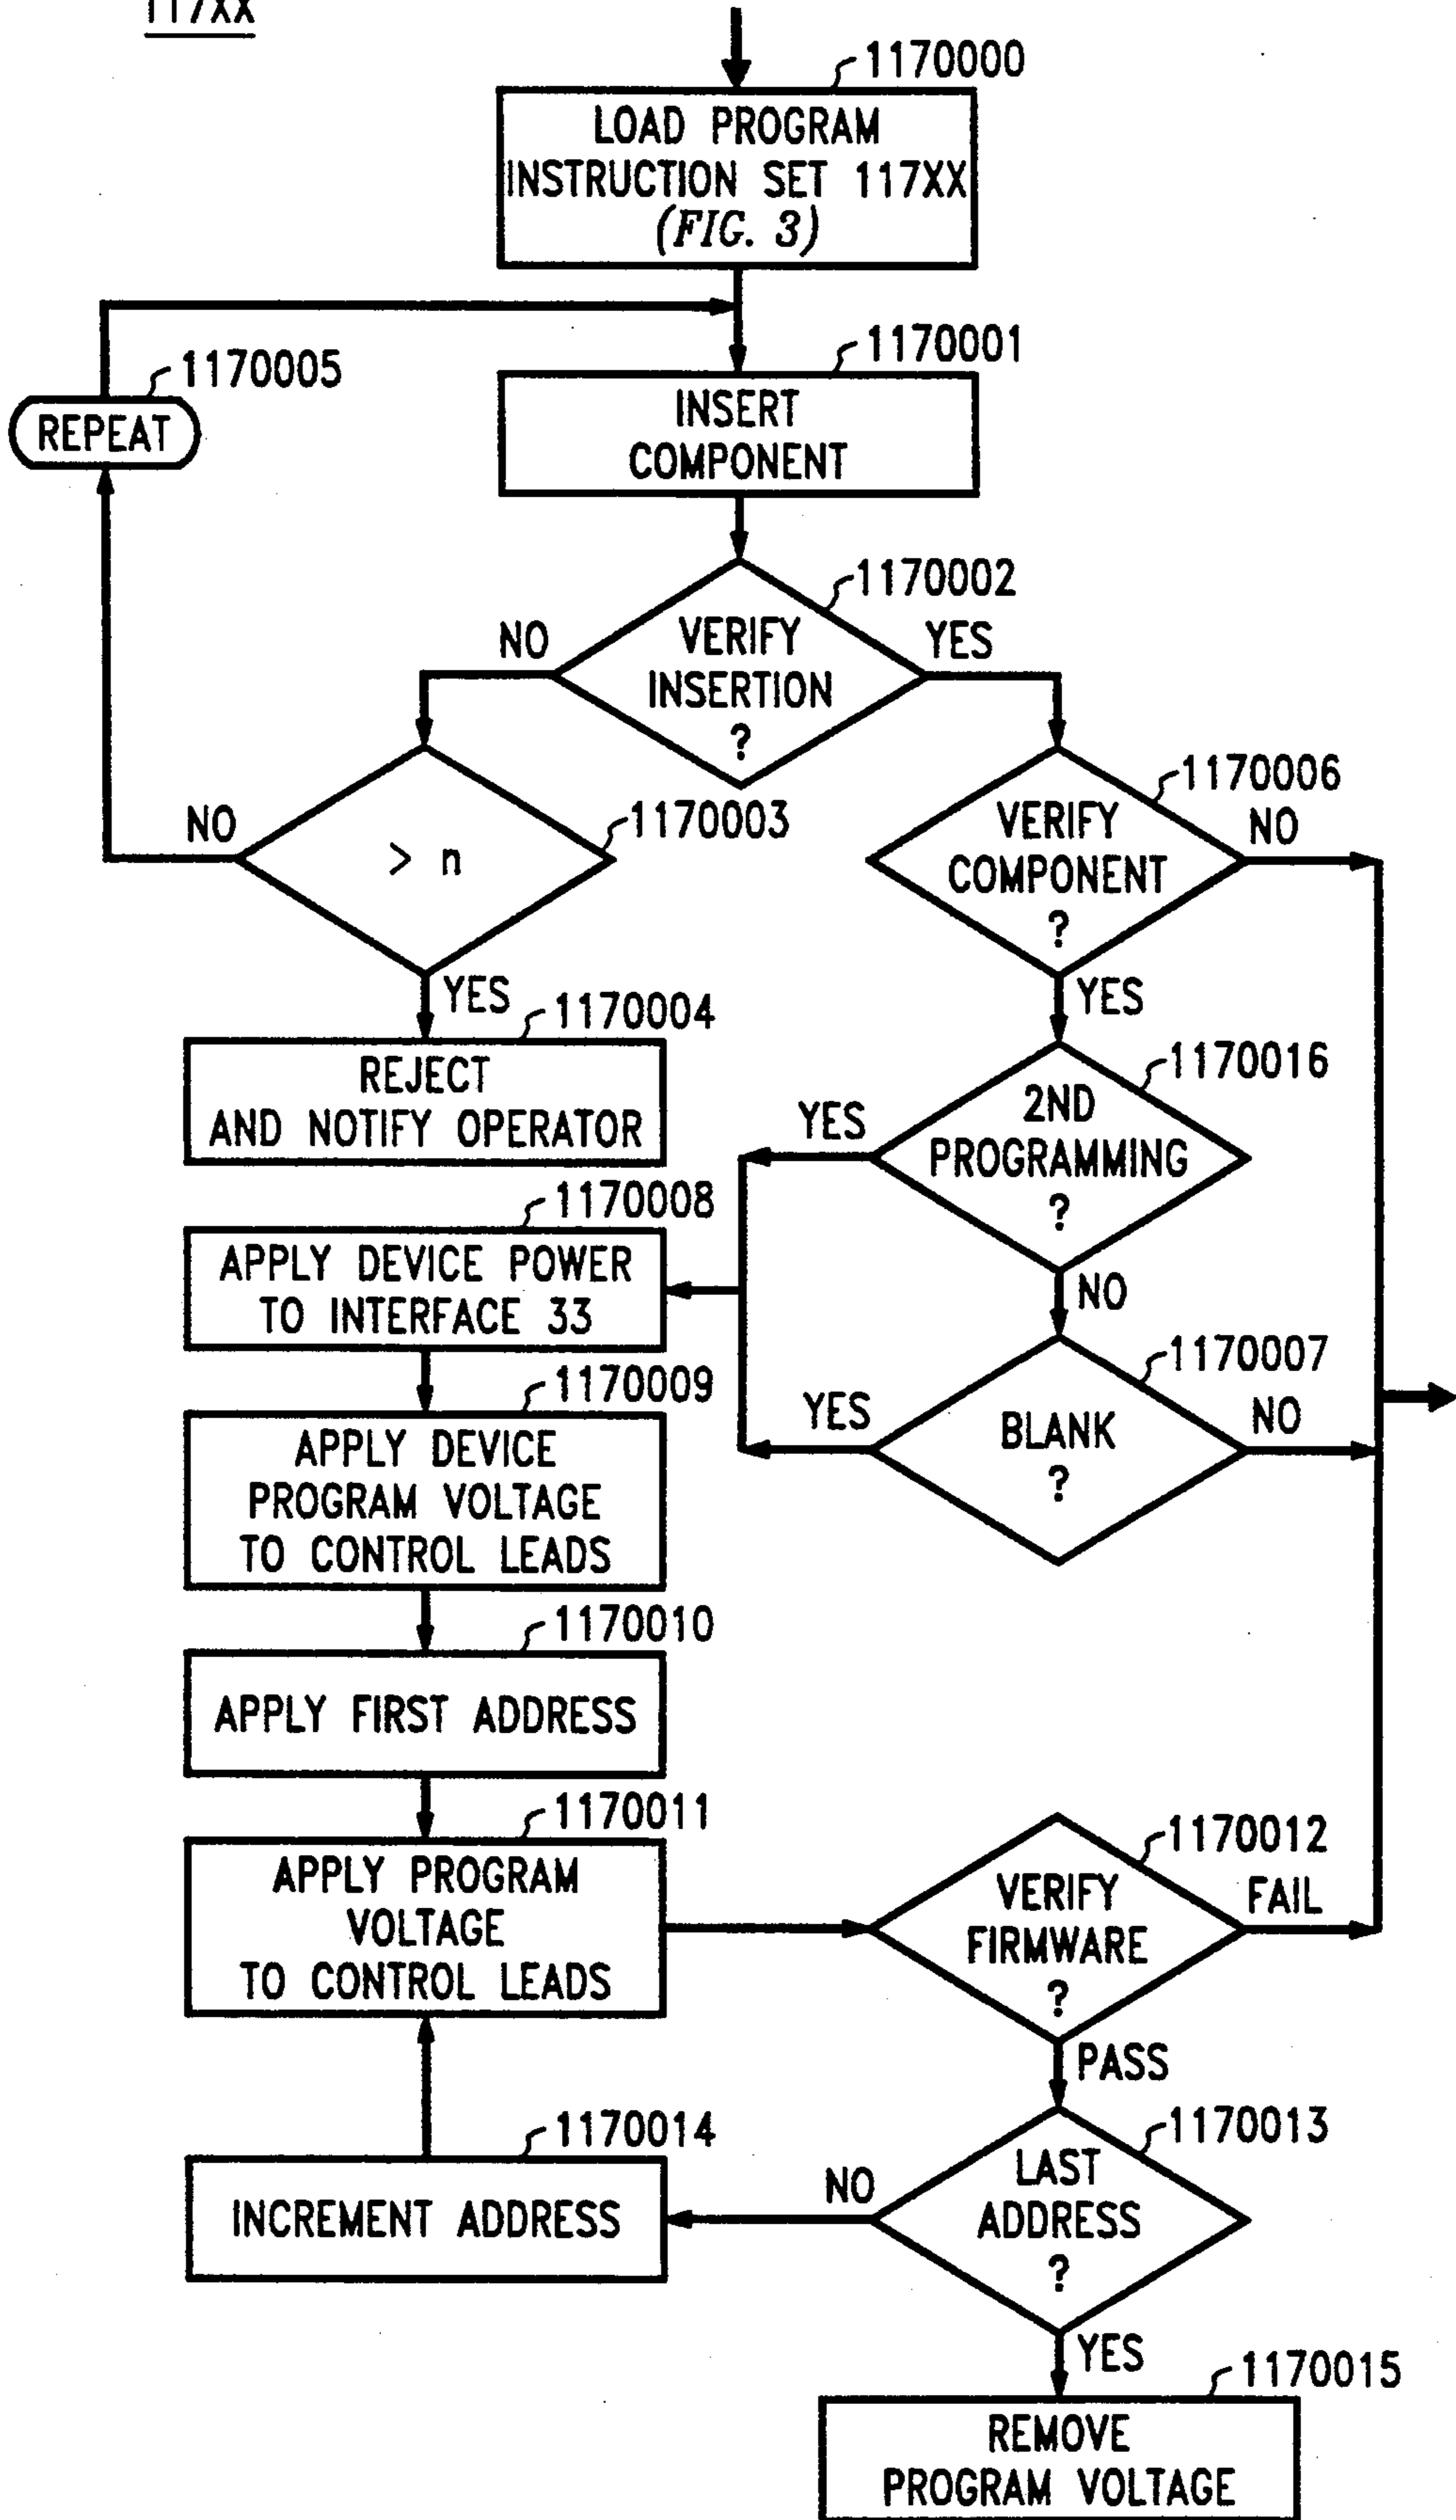 117XX
1170000
LOAD PROGRAM
INSTRUCTION SET 117XX
(FIG. 3)
1170005
REPEAT
1170001
INSERT
COMPONENT
1170002
NO
VERIFY
INSERTION
?
YES
1170003
NO
> n
YES
1170006
VERIFY
COMPONENT
?
NO
YES
1170004
REJECT
AND NOTIFY OPERATOR
1170016
YES
2ND
PROGRAMMING
?
NO
1170008
APPLY DEVICE POWER
TO INTERFACE 33
1170007
YES
BLANK
?
NO
1170009
APPLY DEVICE
PROGRAM VOLTAGE
TO CONTROL LEADS
1170010
APPLY FIRST ADDRESS
1170011
APPLY PROGRAM
VOLTAGE
TO CONTROL LEADS
1170012
VERIFY
FIRMWARE
?
FAIL
PASS
1170014
INCREMENT ADDRESS
1170013
NO
LAST
ADDRESS
?
YES
1170015
REMOVE
PROGRAM VOLTAGE